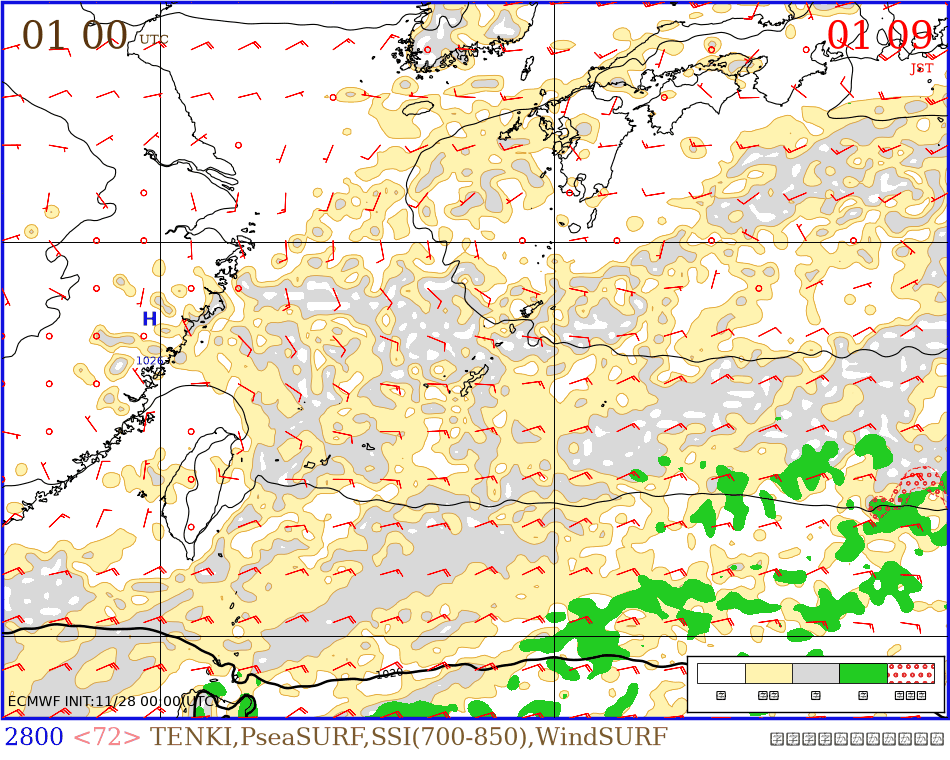 01 00 UTC
01 09
JST
H
1026
1020
ECMWF INIT:11/28 00:00(UTC)
2800 <72> TENKI,PseaSURF,SSI(700-850),WindSURF